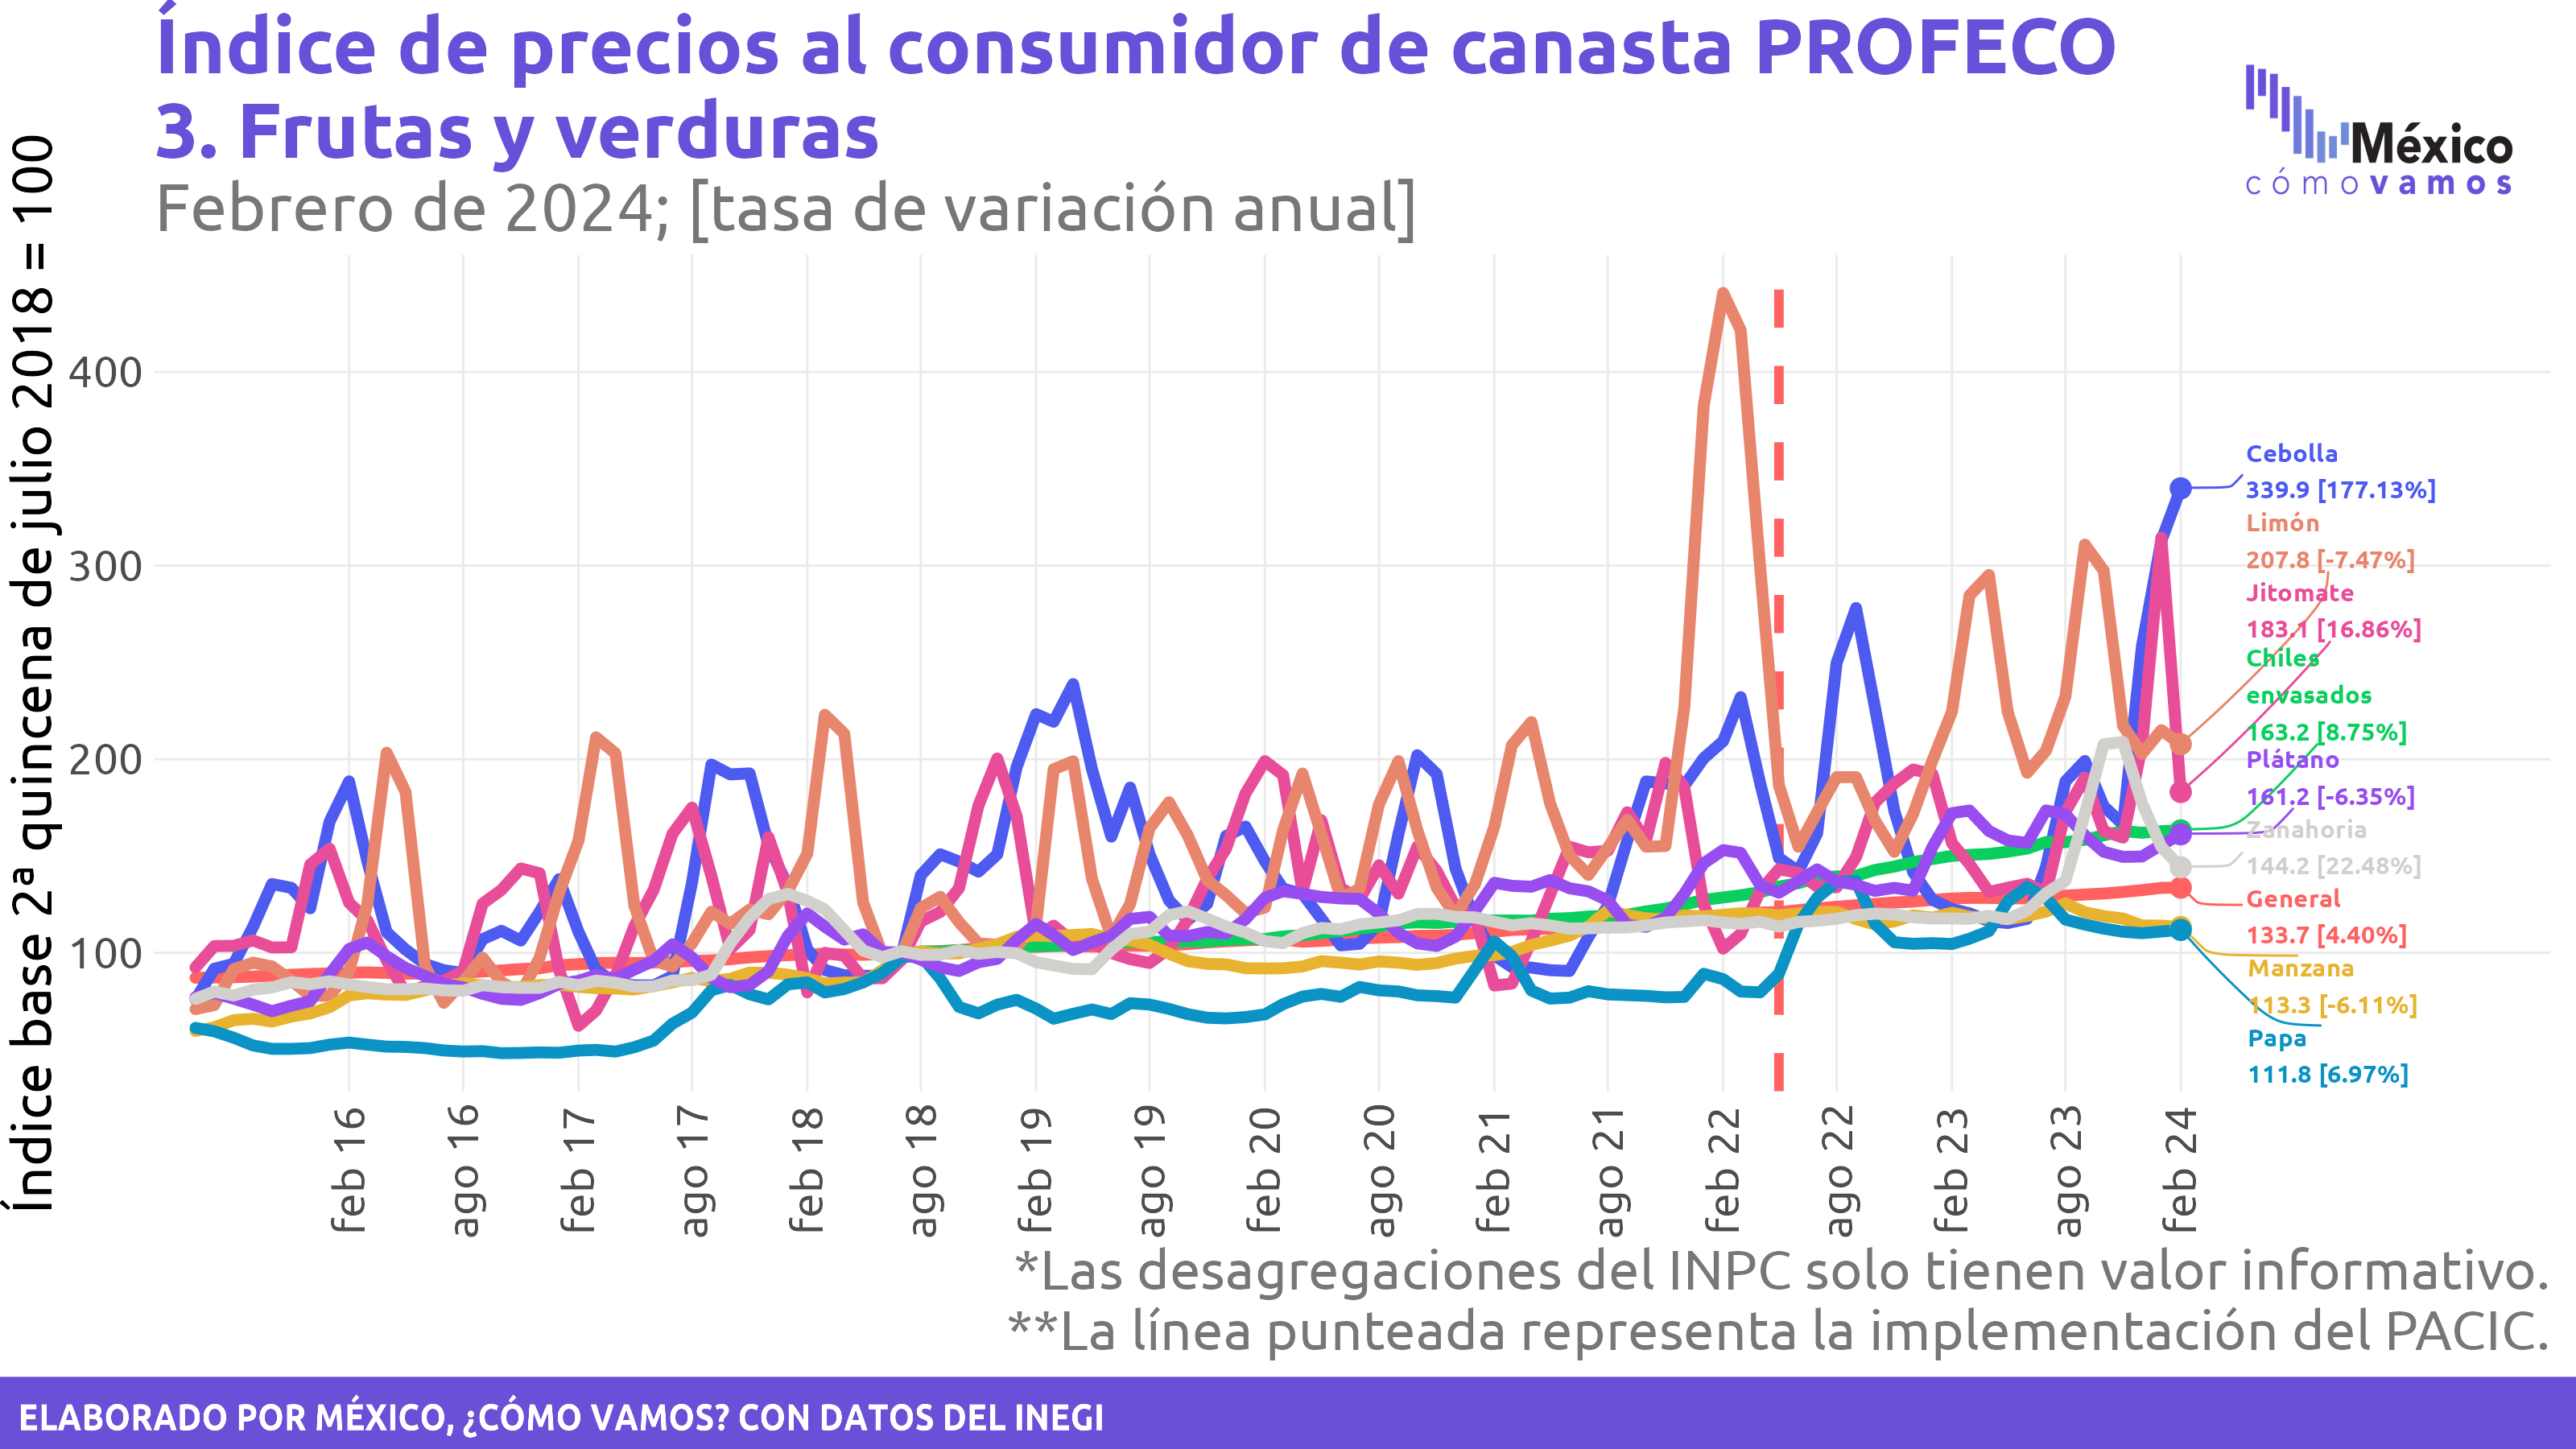 Índice de precios al consumidor de canasta PROFECO
3. Frutas y verduras
Febrero de 2024; [tasa de variación anual]
México
cómovamos
Índice base 2ª quincena de julio 2018 = 100
400
300
200
100
Cebolla
339.9 [177.13%]
Limón
207.8 [-7.47%]
Jitomate
183.1 [16.86%]
Chiles
envasados
163.2 [8.75%]
Plátano
161.2 [-6.35%]
Zanahoria
144.2 [22.48%]
General
133.7 [4.40%]
Manzana
113.3 [-6.11%]
Papa
111.8 [6.97%]
feb 16
ago 16
feb 17
ago 17
feb 18
ago 18
feb 19
ago 19
feb 20
ago 20
feb 21
ago 21
feb 22
ago 22
feb 23
ago 23
feb 24
*Las desagregaciones del INPC solo tienen valor informativo.
**La línea punteada representa la implementación del PACIC.
ELABORADO POR MÉXICO, ¿CÓMO VAMOS? CON DATOS DEL INEGI